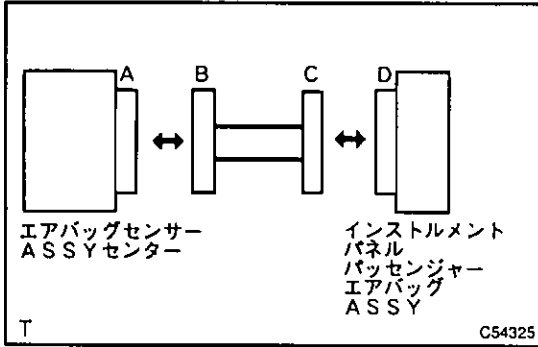 A B C D
エアバッグセンサー
ASSYセンター
インストルメント
パネル
パッセンジャー
エアバッグ
ASSY
T
C54325